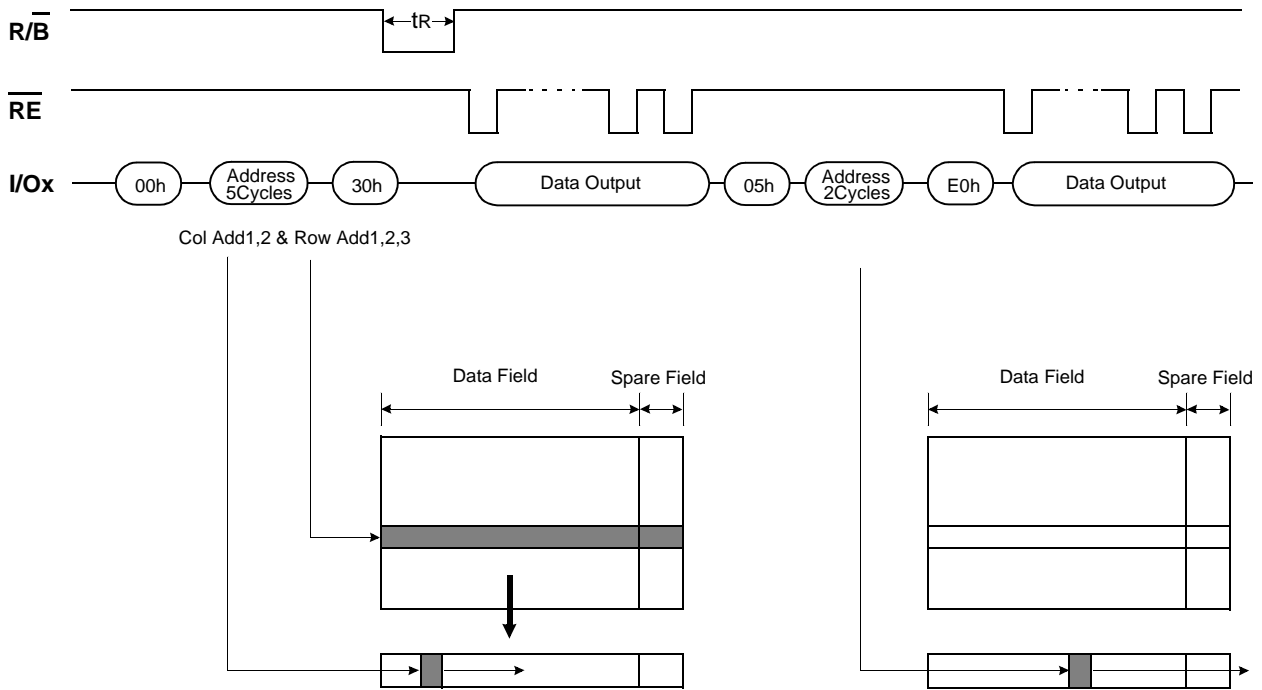 R/B̅
tR
R̅E̅
I/Ox
00h
Address
5Cycles
30h
Data Output
05h
Address
2Cycles
E0h
Data Output
Col Add1,2 & Row Add1,2,3
Data Field
Spare Field
Data Field
Spare Field